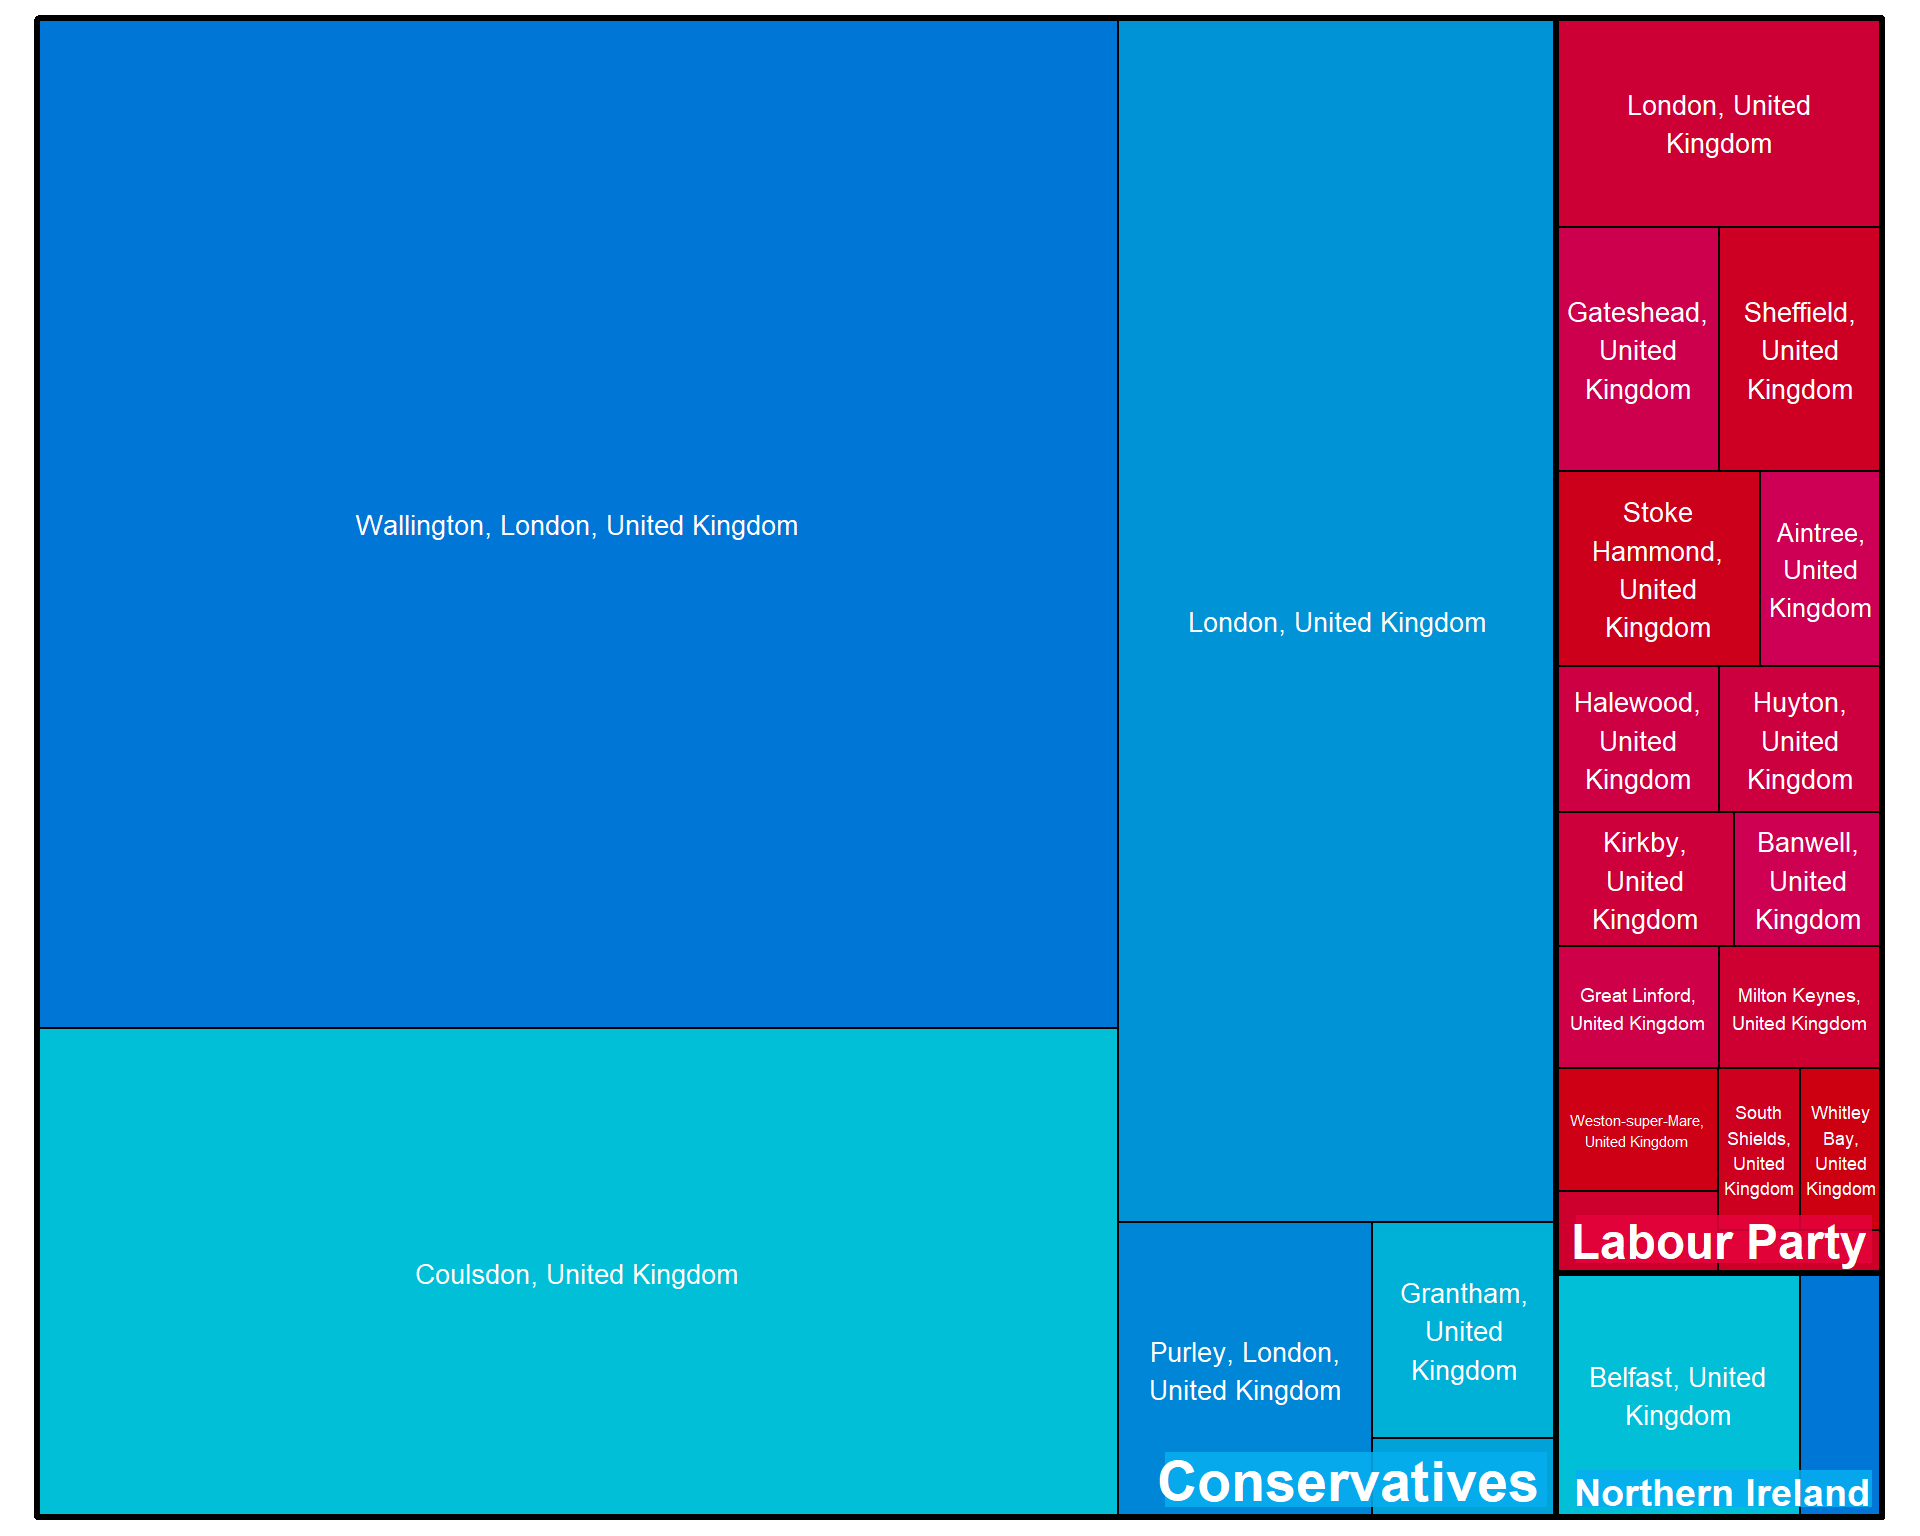 Wallington, London, United Kingdom
Coulsdon, United Kingdom
London, United Kingdom
Purley, London,
United Kingdom
Grantham,
United
Kingdom
Conservatives
London, United
Kingdom
Gateshead,
United
Kingdom
Sheffield,
United
Kingdom
Stoke
Hammond,
United
Kingdom
Aintree,
United
Kingdom
Halewood,
United
Kingdom
Huyton,
United
Kingdom
Kirkby,
United
Kingdom
Banwell,
United
Kingdom
Great Linford,
United Kingdom
Milton Keynes,
United Kingdom
Weston-super-Mare,
United Kingdom
South
Shields,
United
Kingdom
Whitley
Bay,
United
Kingdom
Labour Party
Belfast, United
Kingdom
Northern Ireland